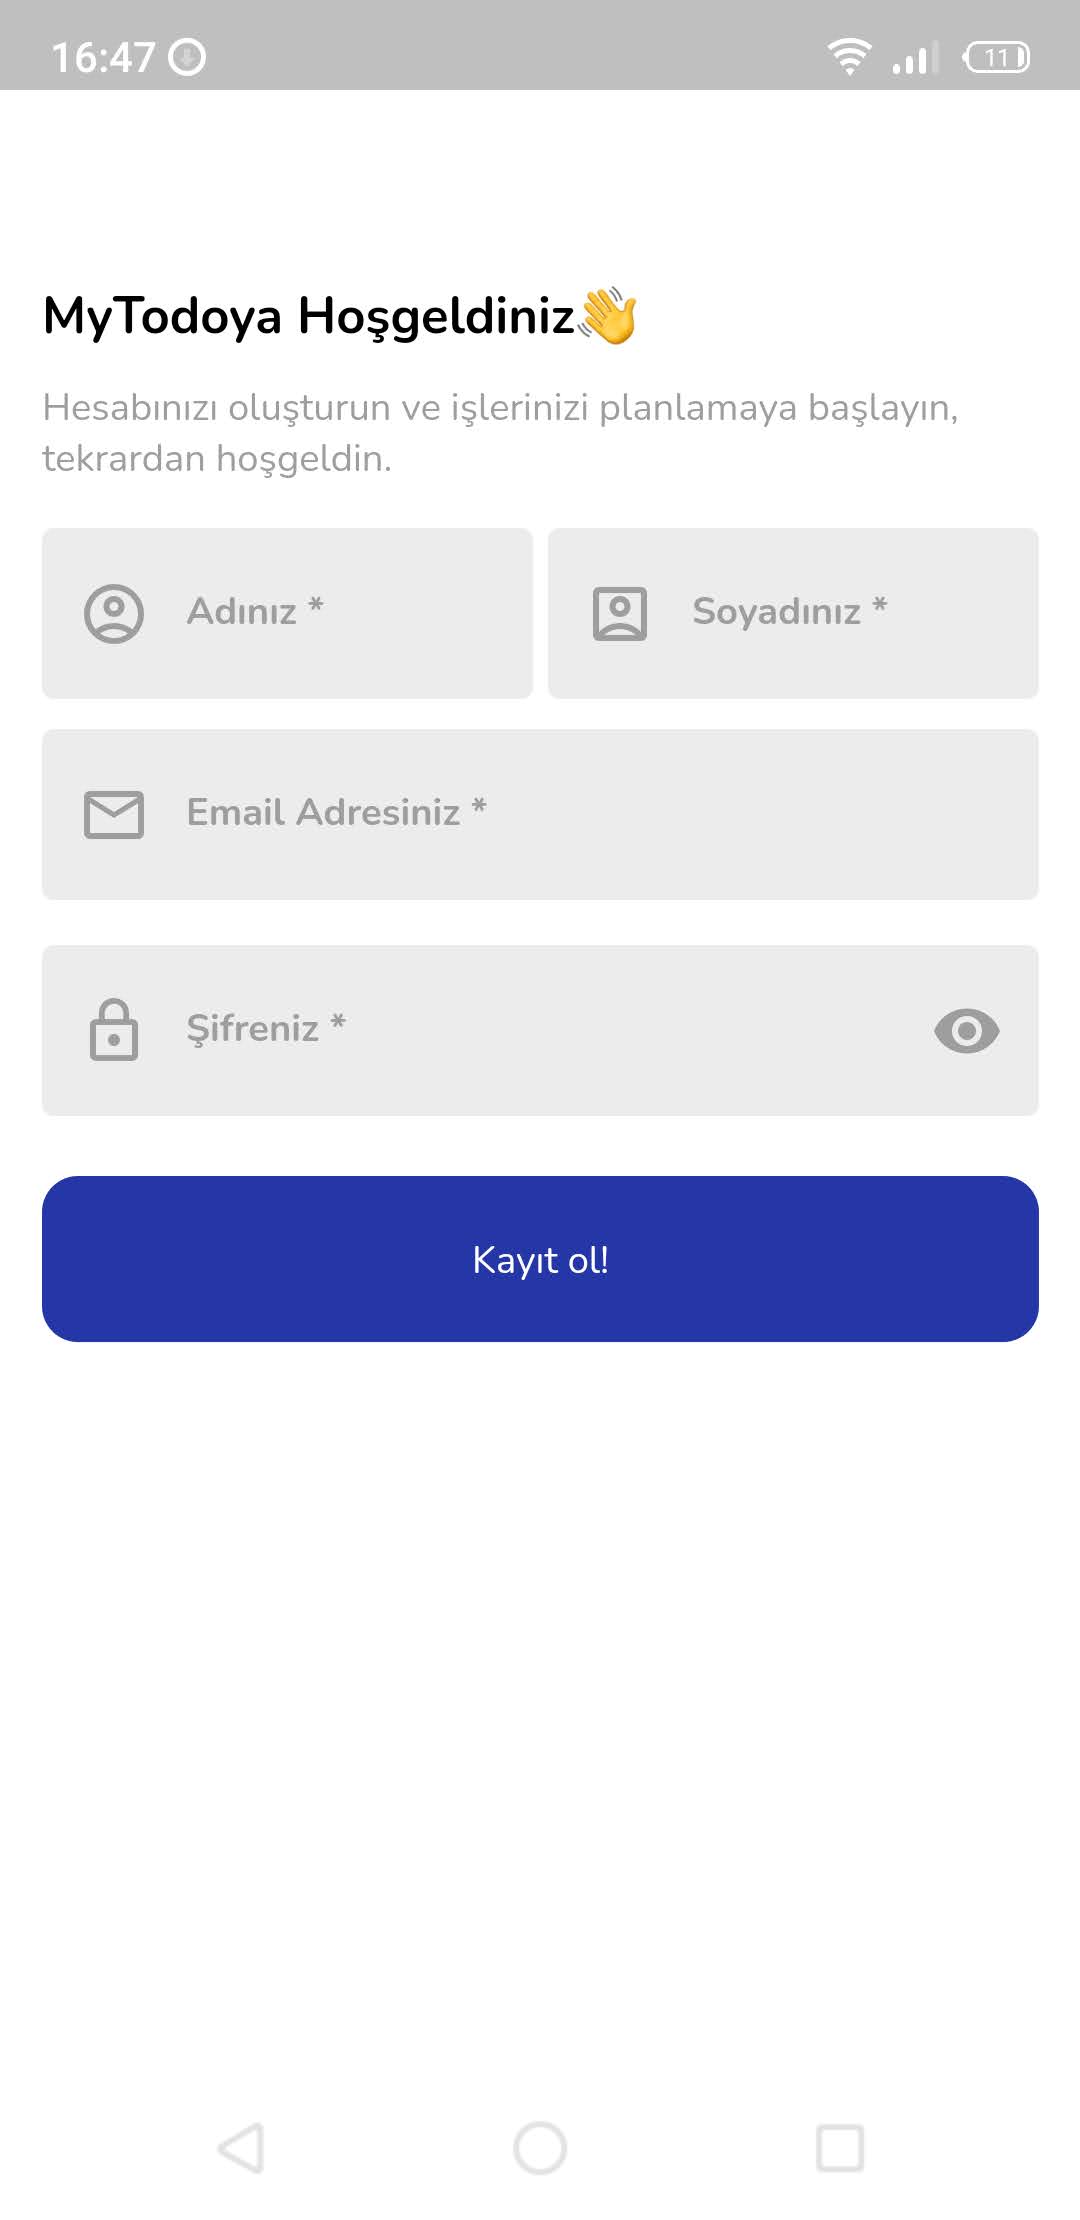 16:47
11
MyTodoya Hoşgeldiniz👋
Hesabınızı oluşturun ve işlerinizi planlamaya başlayın,
tekrardan hoşgeldin.
Adınız * Soyadınız *
Email Adresiniz *
Şifreniz *
Kayıt ol!